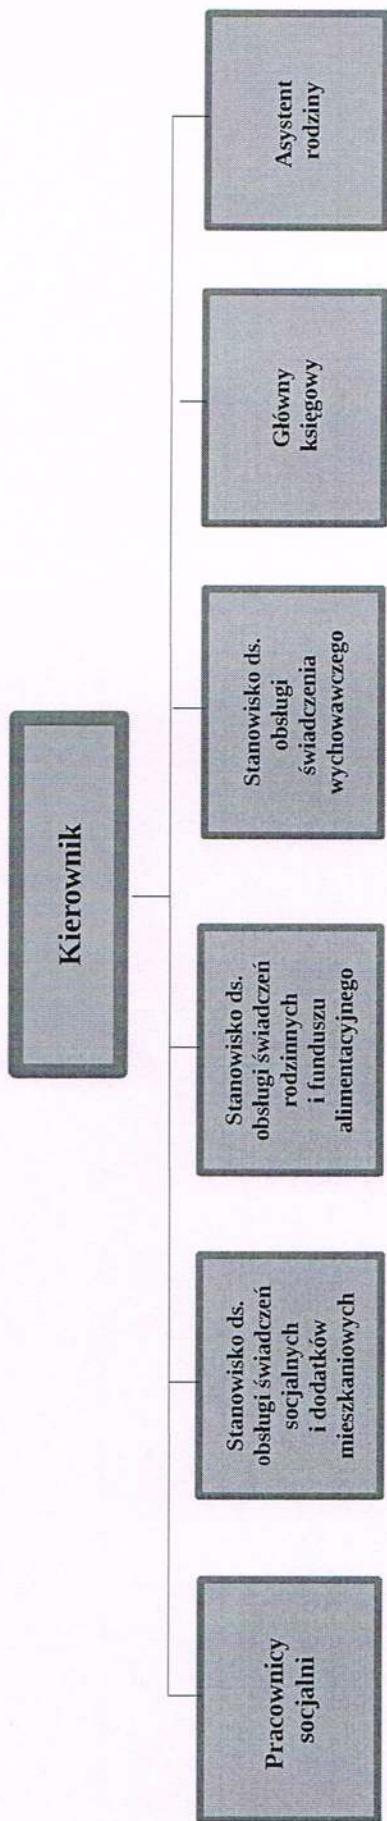 Kierownik
Pracownicy
socjalni
Stanowisko ds.
obsługi świadczeń
socjalnych
i dodatków
mieszkaniowych
Stanowisko ds.
obsługi świadczeń
rodzinnych
i funduszu
alimentacyjnego
Stanowisko ds.
obsługi
świadczenia
wychowawczego
Główny
księgowy
Asystent
rodziny